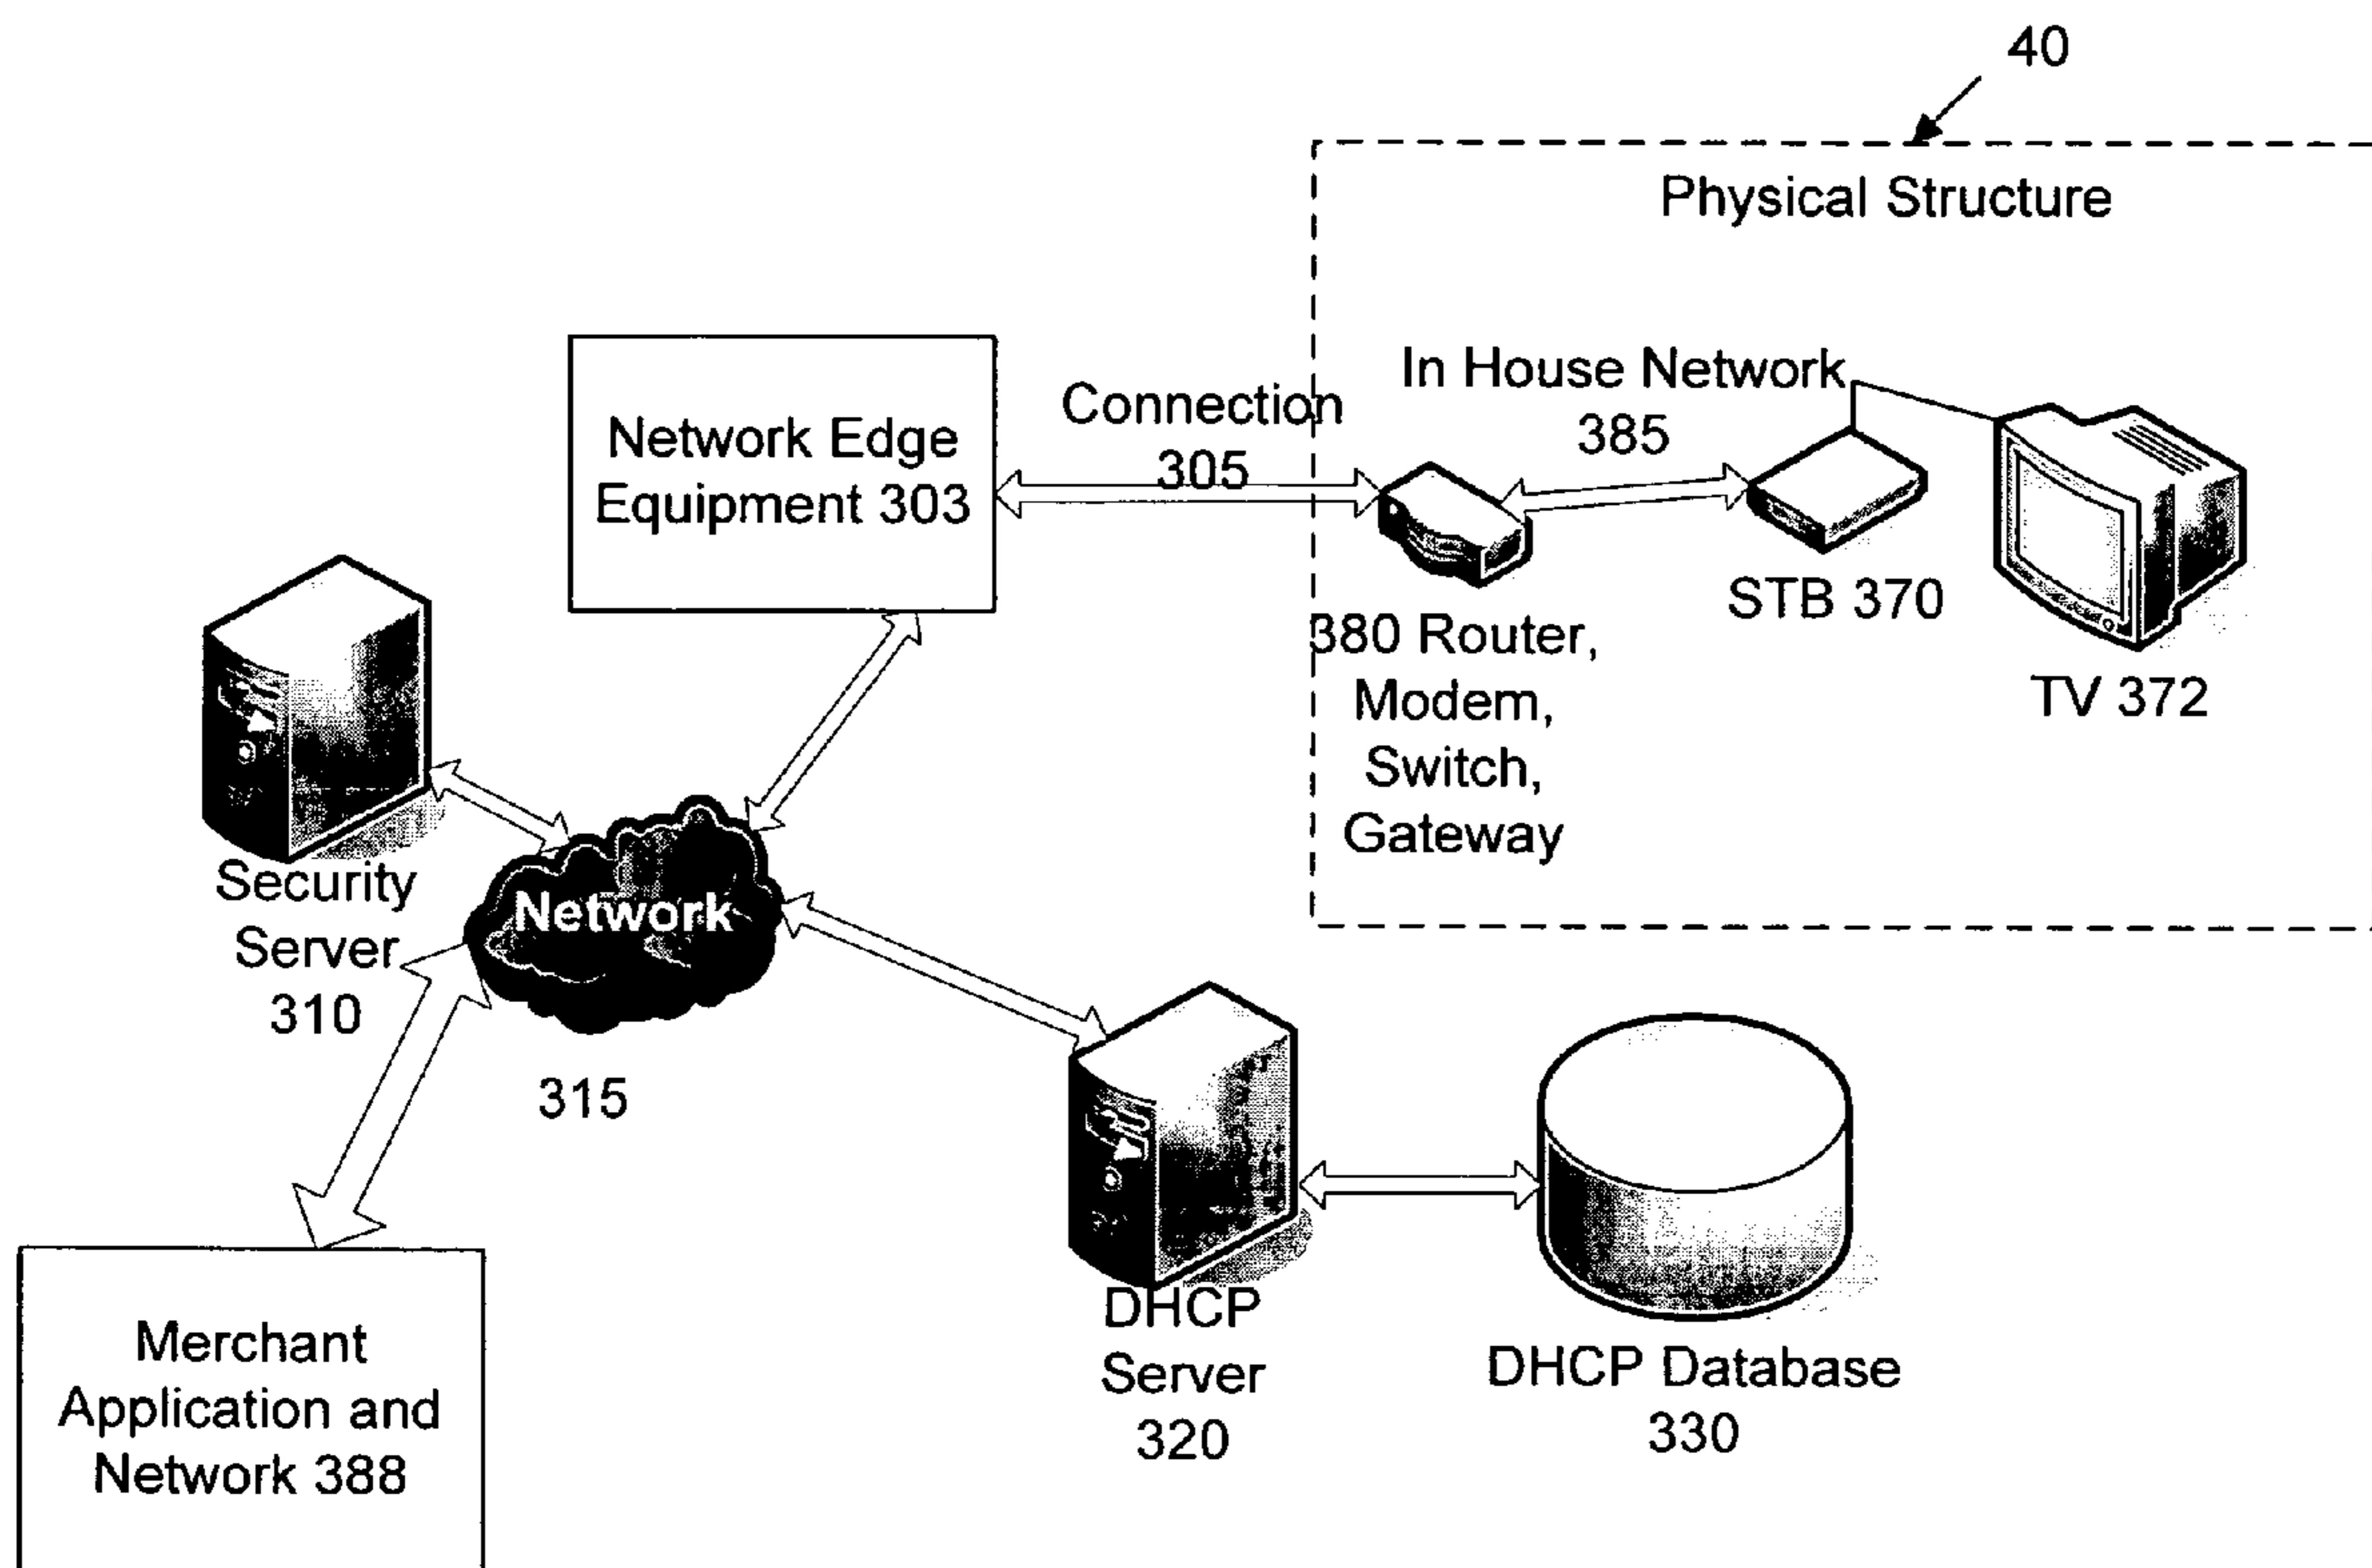 40
Physical Structure
In House Network
385
Connection
305
Network Edge
Equipment 303
STB 370
380 Router,
Modem,
Switch,
Gateway
TV 372
Security
Server
310
Network
315
DHCP
Server
320
DHCP Database
330
Merchant
Application and
Network 388